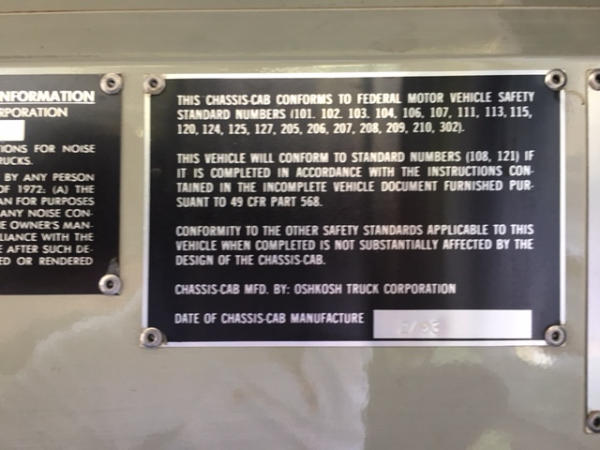 NFORMATION
RPORATION
IONS FOR NOISE
RUCKS.
BY ANY PERSON
OF 1972: (A) THE
AN FOR PURPOSES
ANY NOISE CON-
E OWNER'S MAN-
LIANCE WITH THE
E AFTER SUCH DE-
ED OR RENDERED
THIS CHASSIS-CAB CONFORMS TO FEDERAL MOTOR VEHICLE SAFETY
STANDARD NUMBERS (101, 102, 103, 104, 106, 107, 111, 113, 115,
120, 124, 125, 127, 205, 206, 207, 208, 209, 210, 302).
THIS VEHICLE WILL CONFORM TO STANDARD NUMBERS (108, 121) IF
IT IS COMPLETED IN ACCORDANCE WITH THE INSTRUCTIONS CON-
TAINED IN THE INCOMPLETE VEHICLE DOCUMENT FURNISHED PUR-
SUANT TO 49 CFR PART 568.
CONFORMITY TO THE OTHER SAFETY STANDARDS APPLICABLE TO THIS
VEHICLE WHEN COMPLETED IS NOT SUBSTANTIALLY AFFECTED BY THE
DESIGN OF THE CHASSIS-CAB.
CHASSIS-CAB MFD. BY: OSHKOSH TRUCK CORPORATION
DATE OF CHASSIS-CAB MANUFACTURE